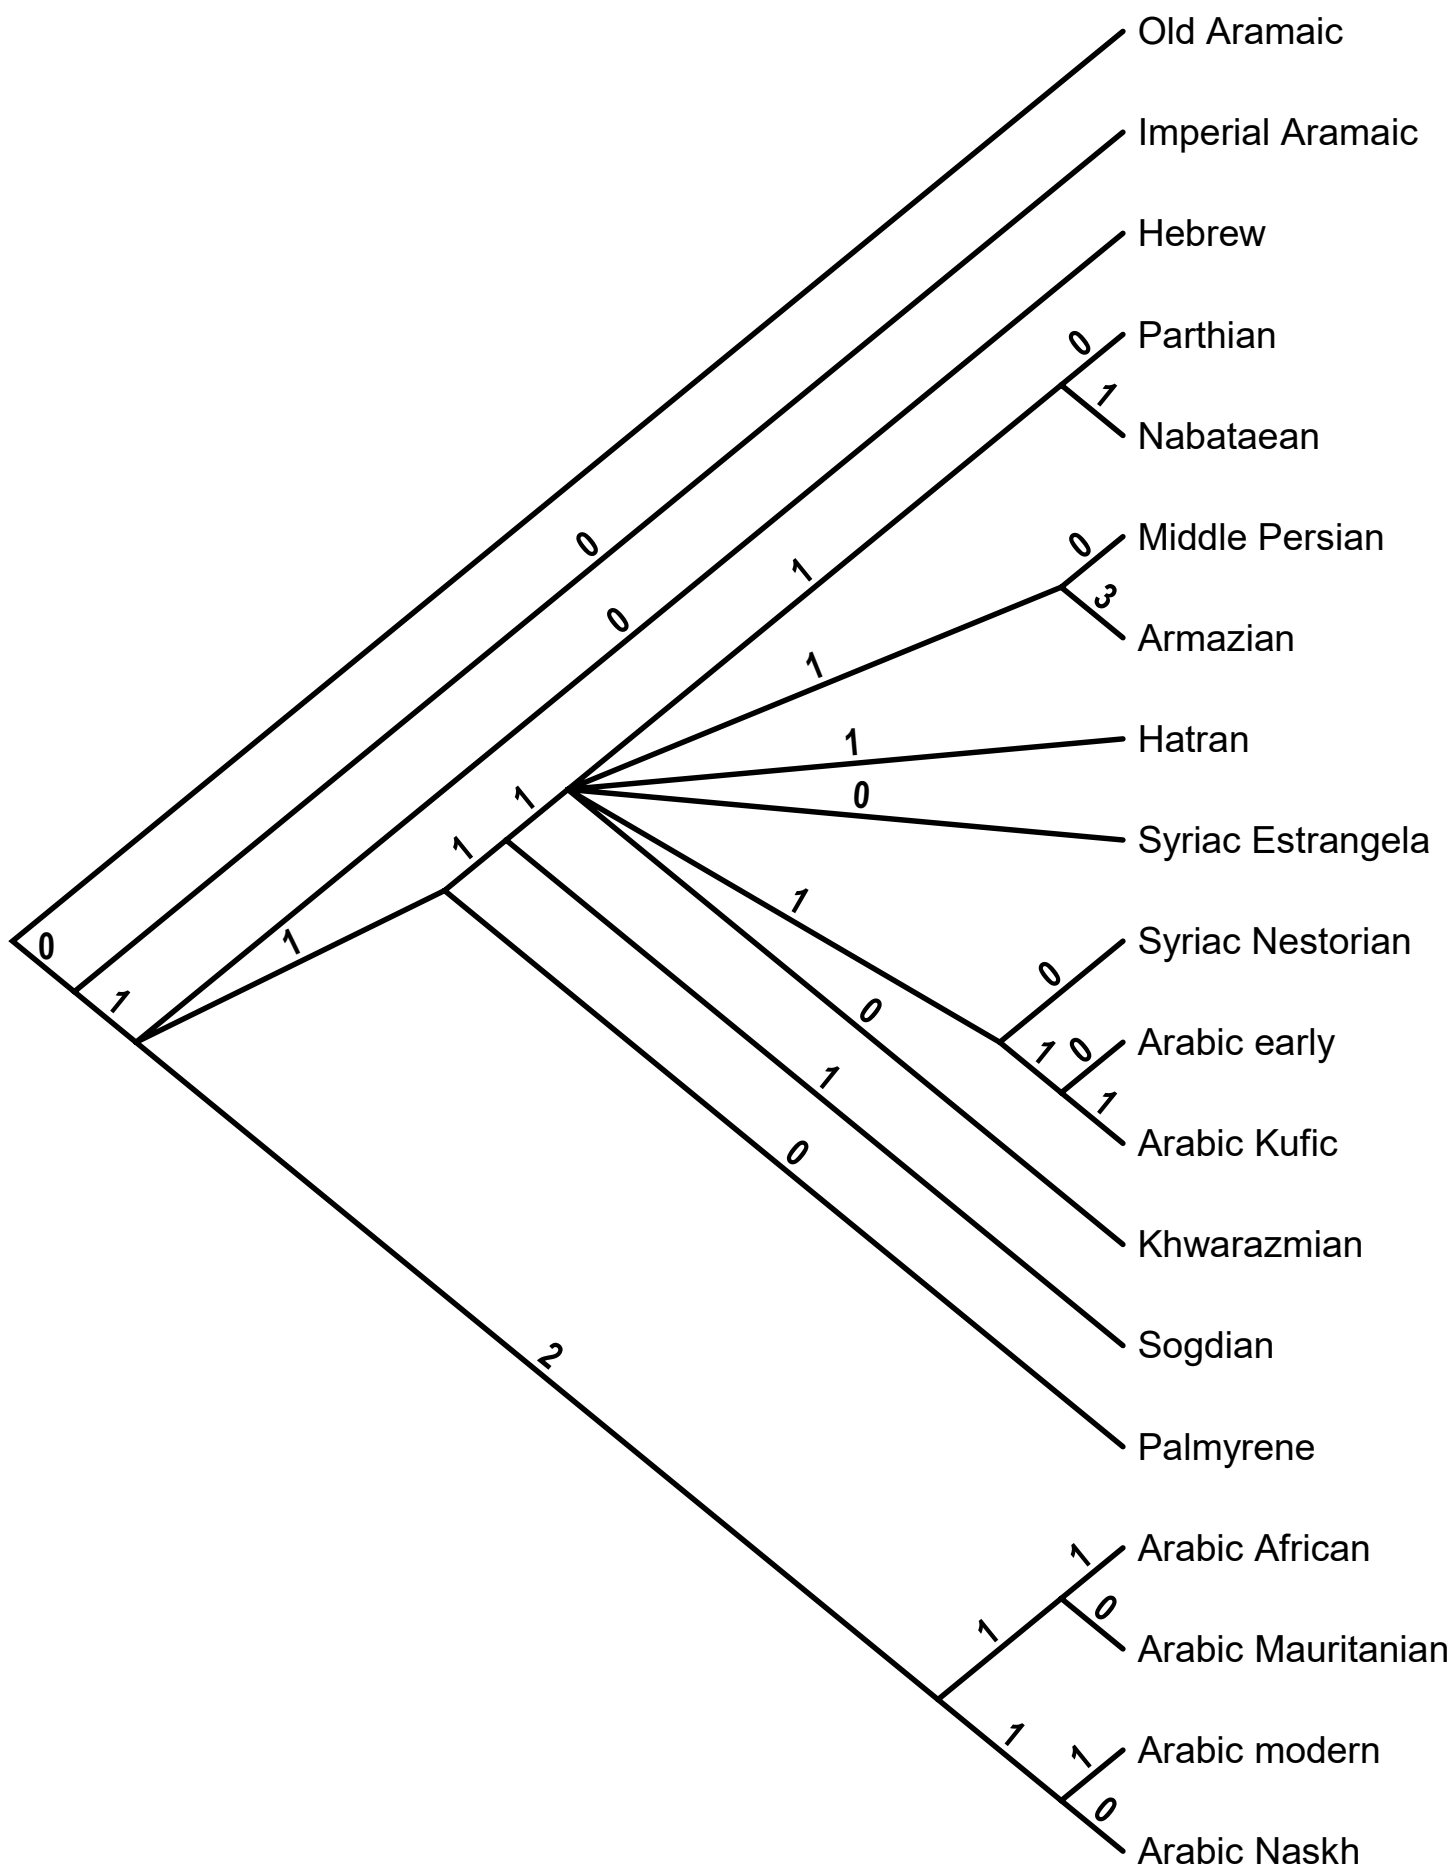 Old Aramaic
Imperial Aramaic
Hebrew
0 Parthian
1 Nabataean
0 Middle Persian
0
3 Armazian
1
0
1
Hatran
1
1
0
Syriac Estrangela
1
1
Syriac Nestorian
0
1
0
1
0
Arabic early
1 0
1
Arabic Kufic
1
0
Khwarazmian
Sogdian
2
Palmyrene
1 Arabic African
0
1
Arabic Mauritanian
1
1 Arabic modern
0
Arabic Naskh